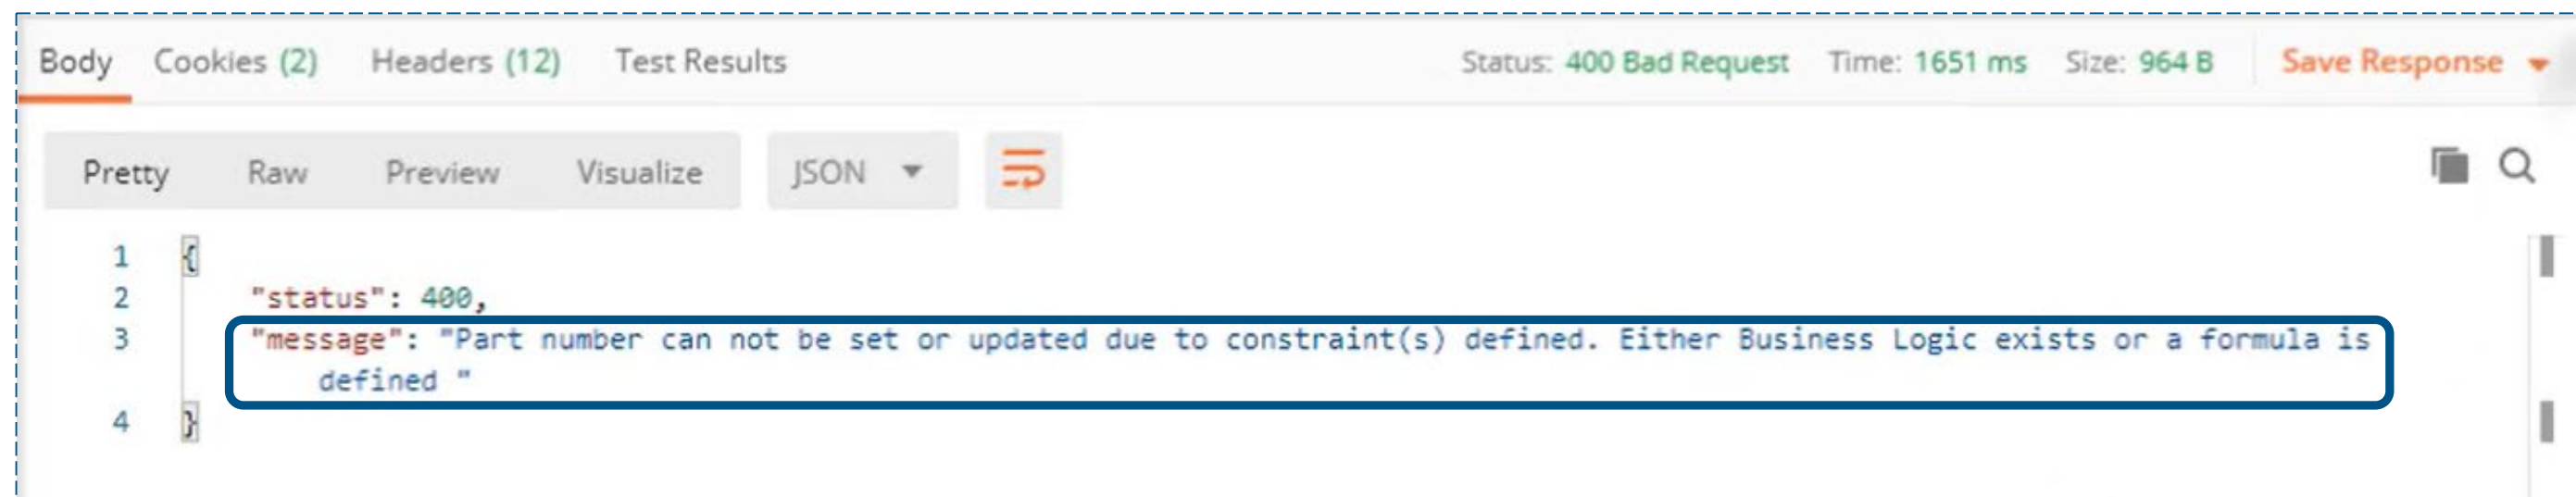 Body Cookies (2) Headers (12) Test Results Status: 400 Bad Request Time: 1651 ms Size: 964 B Save Response
Pretty Raw Preview Visualize JSON
1 {
2 "status": 400,
3 "message": "Part number can not be set or updated due to constraint(s) defined. Either Business Logic exists or a formula is
defined "
4 }